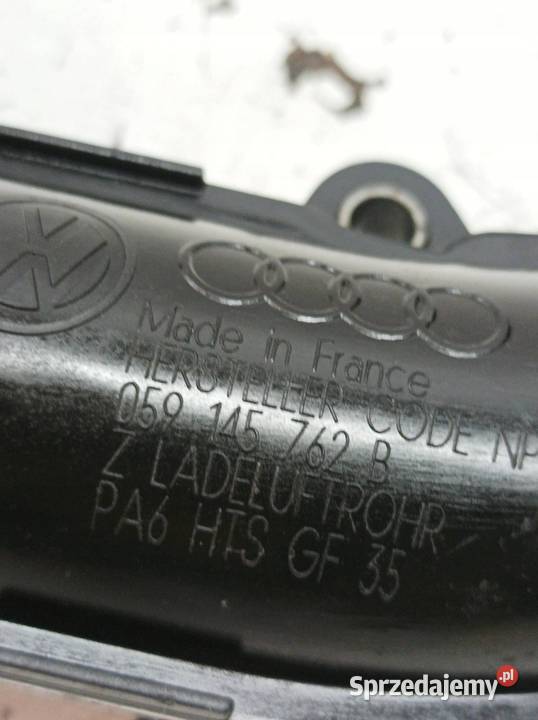 Made in France
HERSTELLER CODE NP
059 145 762 B
Z LADELUFTROHR
PA6 HIS GF 35
Sprzedajemy.pl